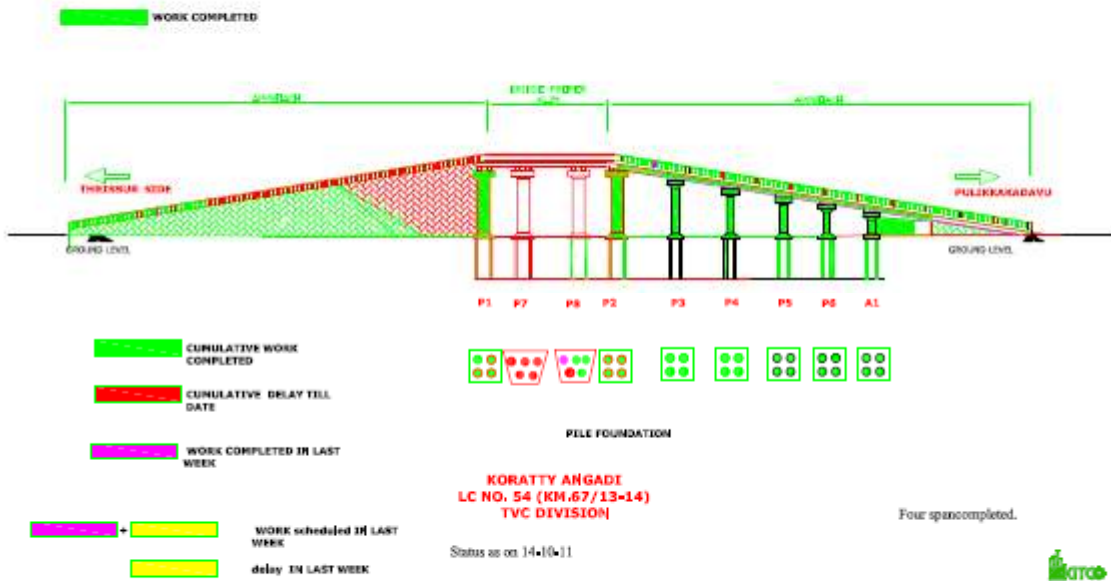 WORK COMPLETED
THRISSUR SIDE
PULIKKAKADAVU
GROUND LEVEL
GROUND LEVEL
P1 P7 P8 P2 P3 P4 P5 P6 A1
CUMULATIVE WORK
COMPLETED
CUMULATIVE DELAY TILL
DATE
PILE FOUNDATION
WORK COMPLETED IN LAST
WEEK
KORATTY ANGADI
LC NO. 54 (KM.67/13-14)
TVC DIVISION
Four spancompleted.
+
WORK scheduled IN LAST
WEEK
Status as on 14-10-11
delay IN LAST WEEK
KITCO